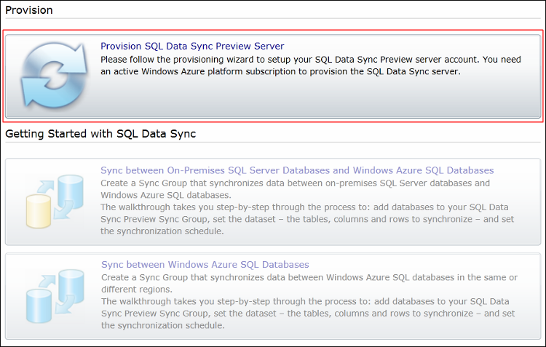 Provision
Provision SQL Data Sync Preview Server
Please follow the provisioning wizard to setup your SQL Data Sync Preview server account. You need
an active Windows Azure platform subscription to provision the SQL Data Sync server.
Getting Started with SQL Data Sync
Sync between On-Premises SQL Server Databases and Windows Azure SQL Databases
Create a Sync Group that synchronizes data between on-premises SQL Server databases and
Windows Azure SQL databases.
The walkthrough takes you step-by-step through the process to: add databases to your SQL Data
Sync Preview Sync Group, set the dataset – the tables, columns and rows to synchronize – and set
the synchronization schedule.
Sync between Windows Azure SQL Databases
Create a Sync Group that synchronizes data between Windows Azure SQL databases in the same or
different regions.
The walkthrough takes you step-by-step through the process to: add databases to your SQL Data
Sync Preview Sync Group, set the dataset – the tables, columns and rows to synchronize – and set
the synchronization schedule.